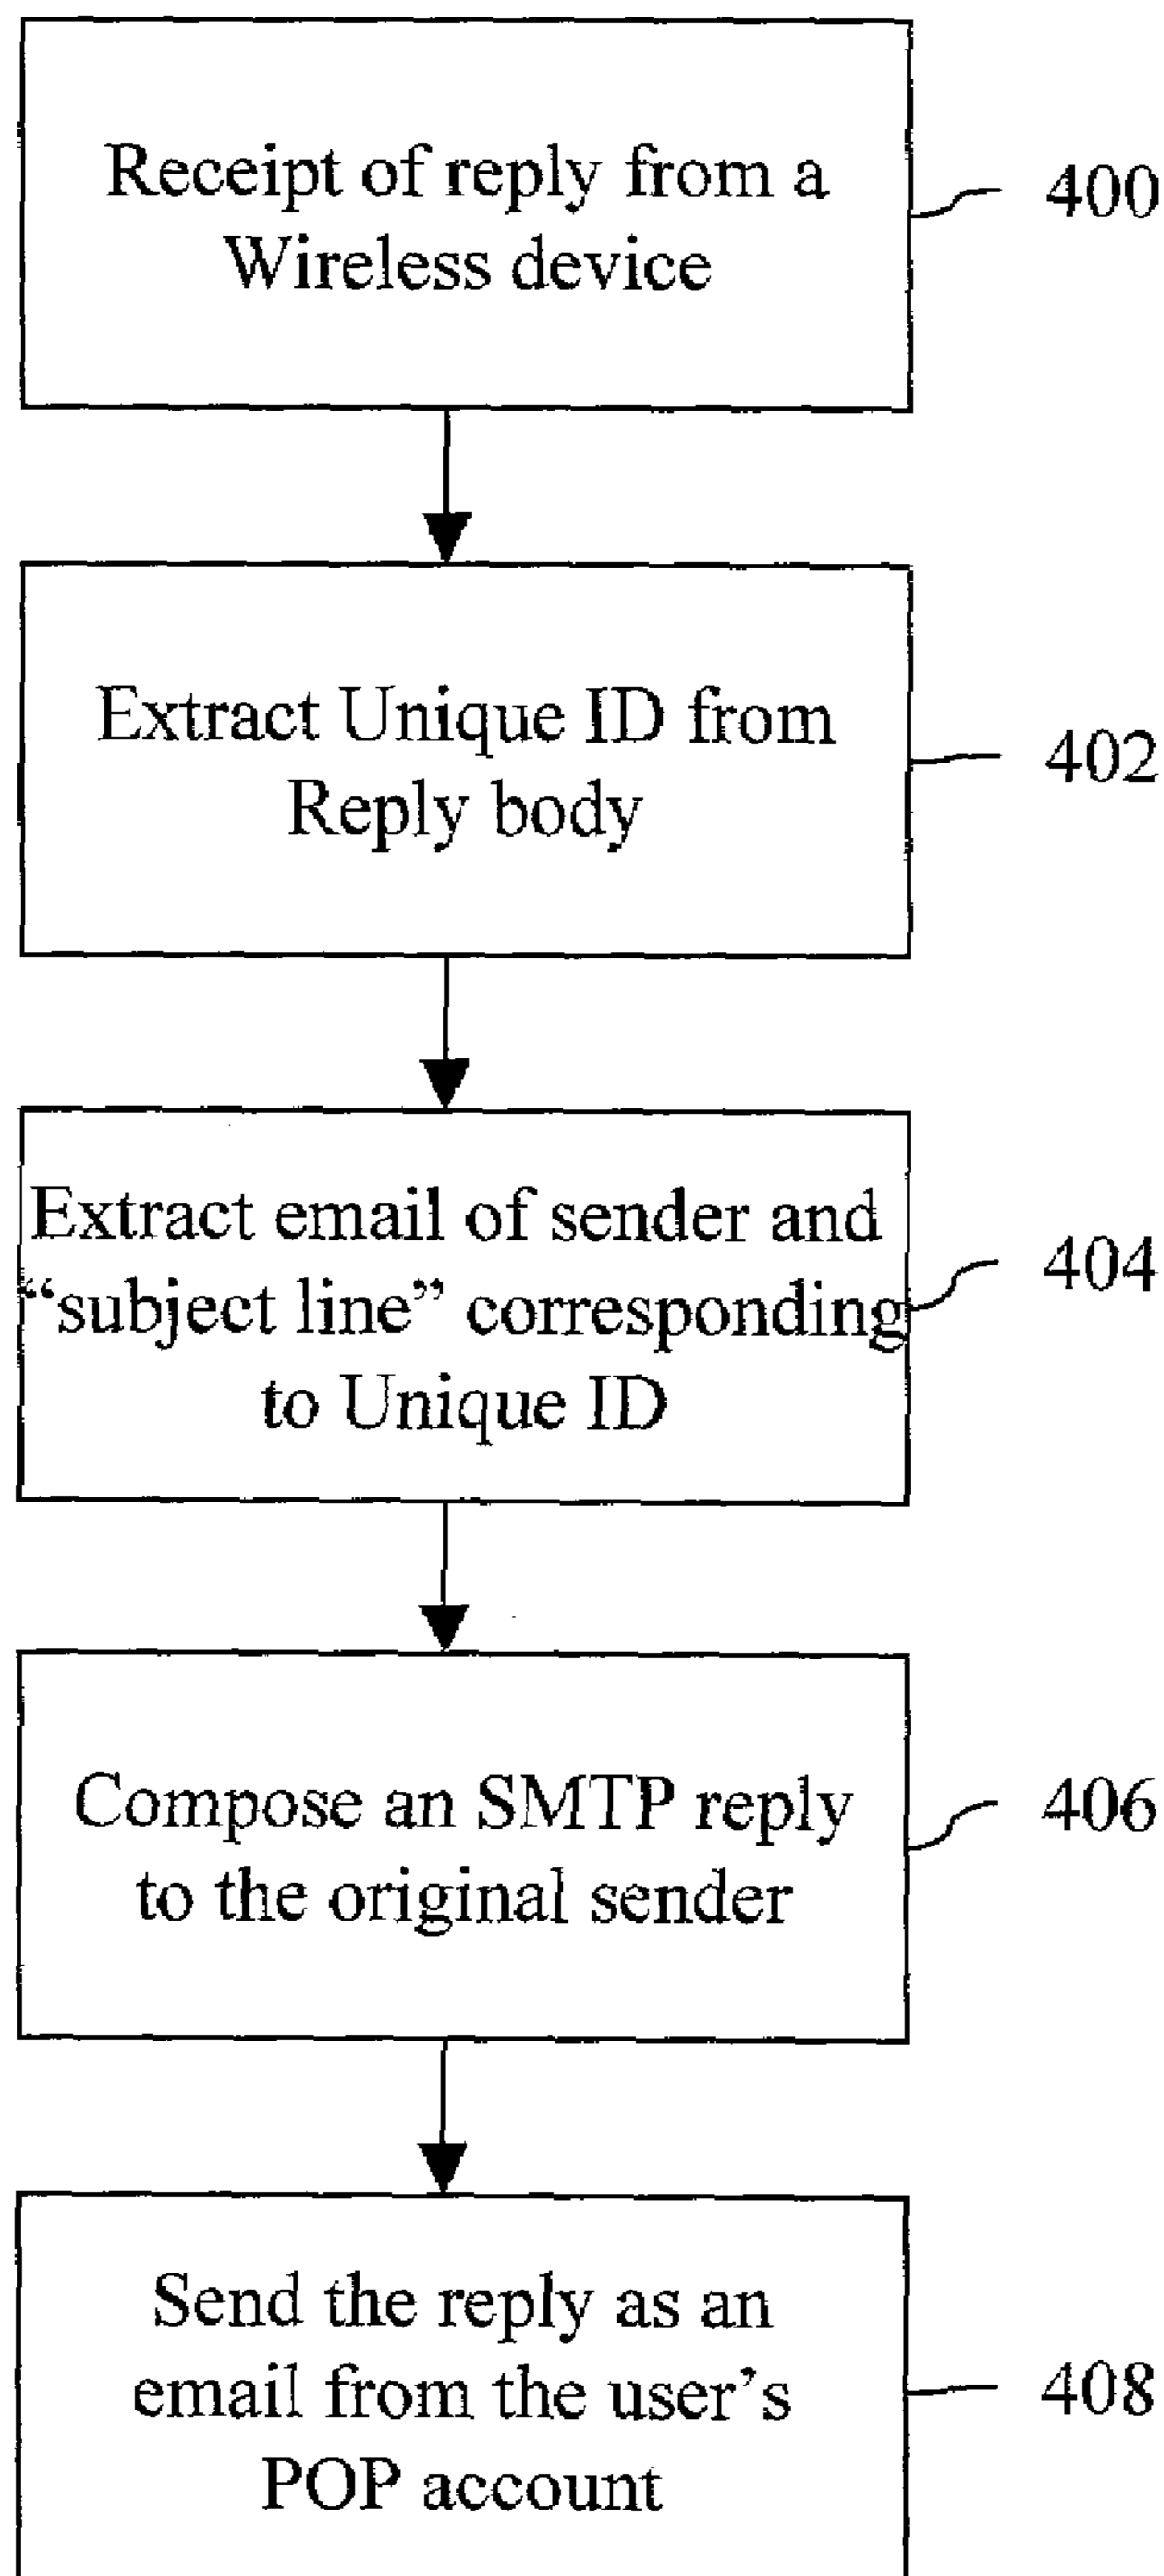 Receipt of reply from a
Wireless device
400
Extract Unique ID from
Reply body
402
Extract email of sender and
“subject line” corresponding
to Unique ID
404
Compose an SMTP reply
to the original sender
406
Send the reply as an
email from the user’s
POP account
408